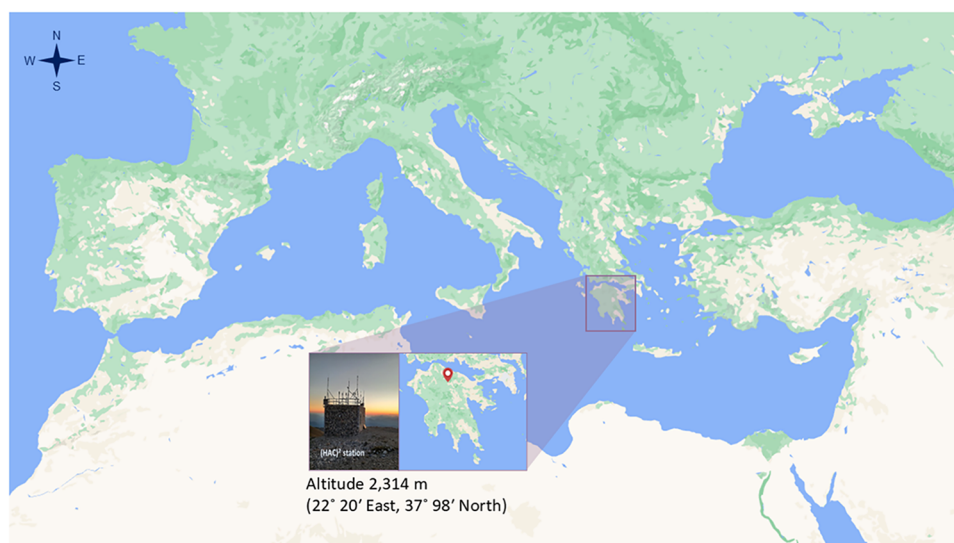 N
W E
S
(HAC)² station
Altitude 2,314 m
(22˚ 20′ East, 37˚ 98′ North)